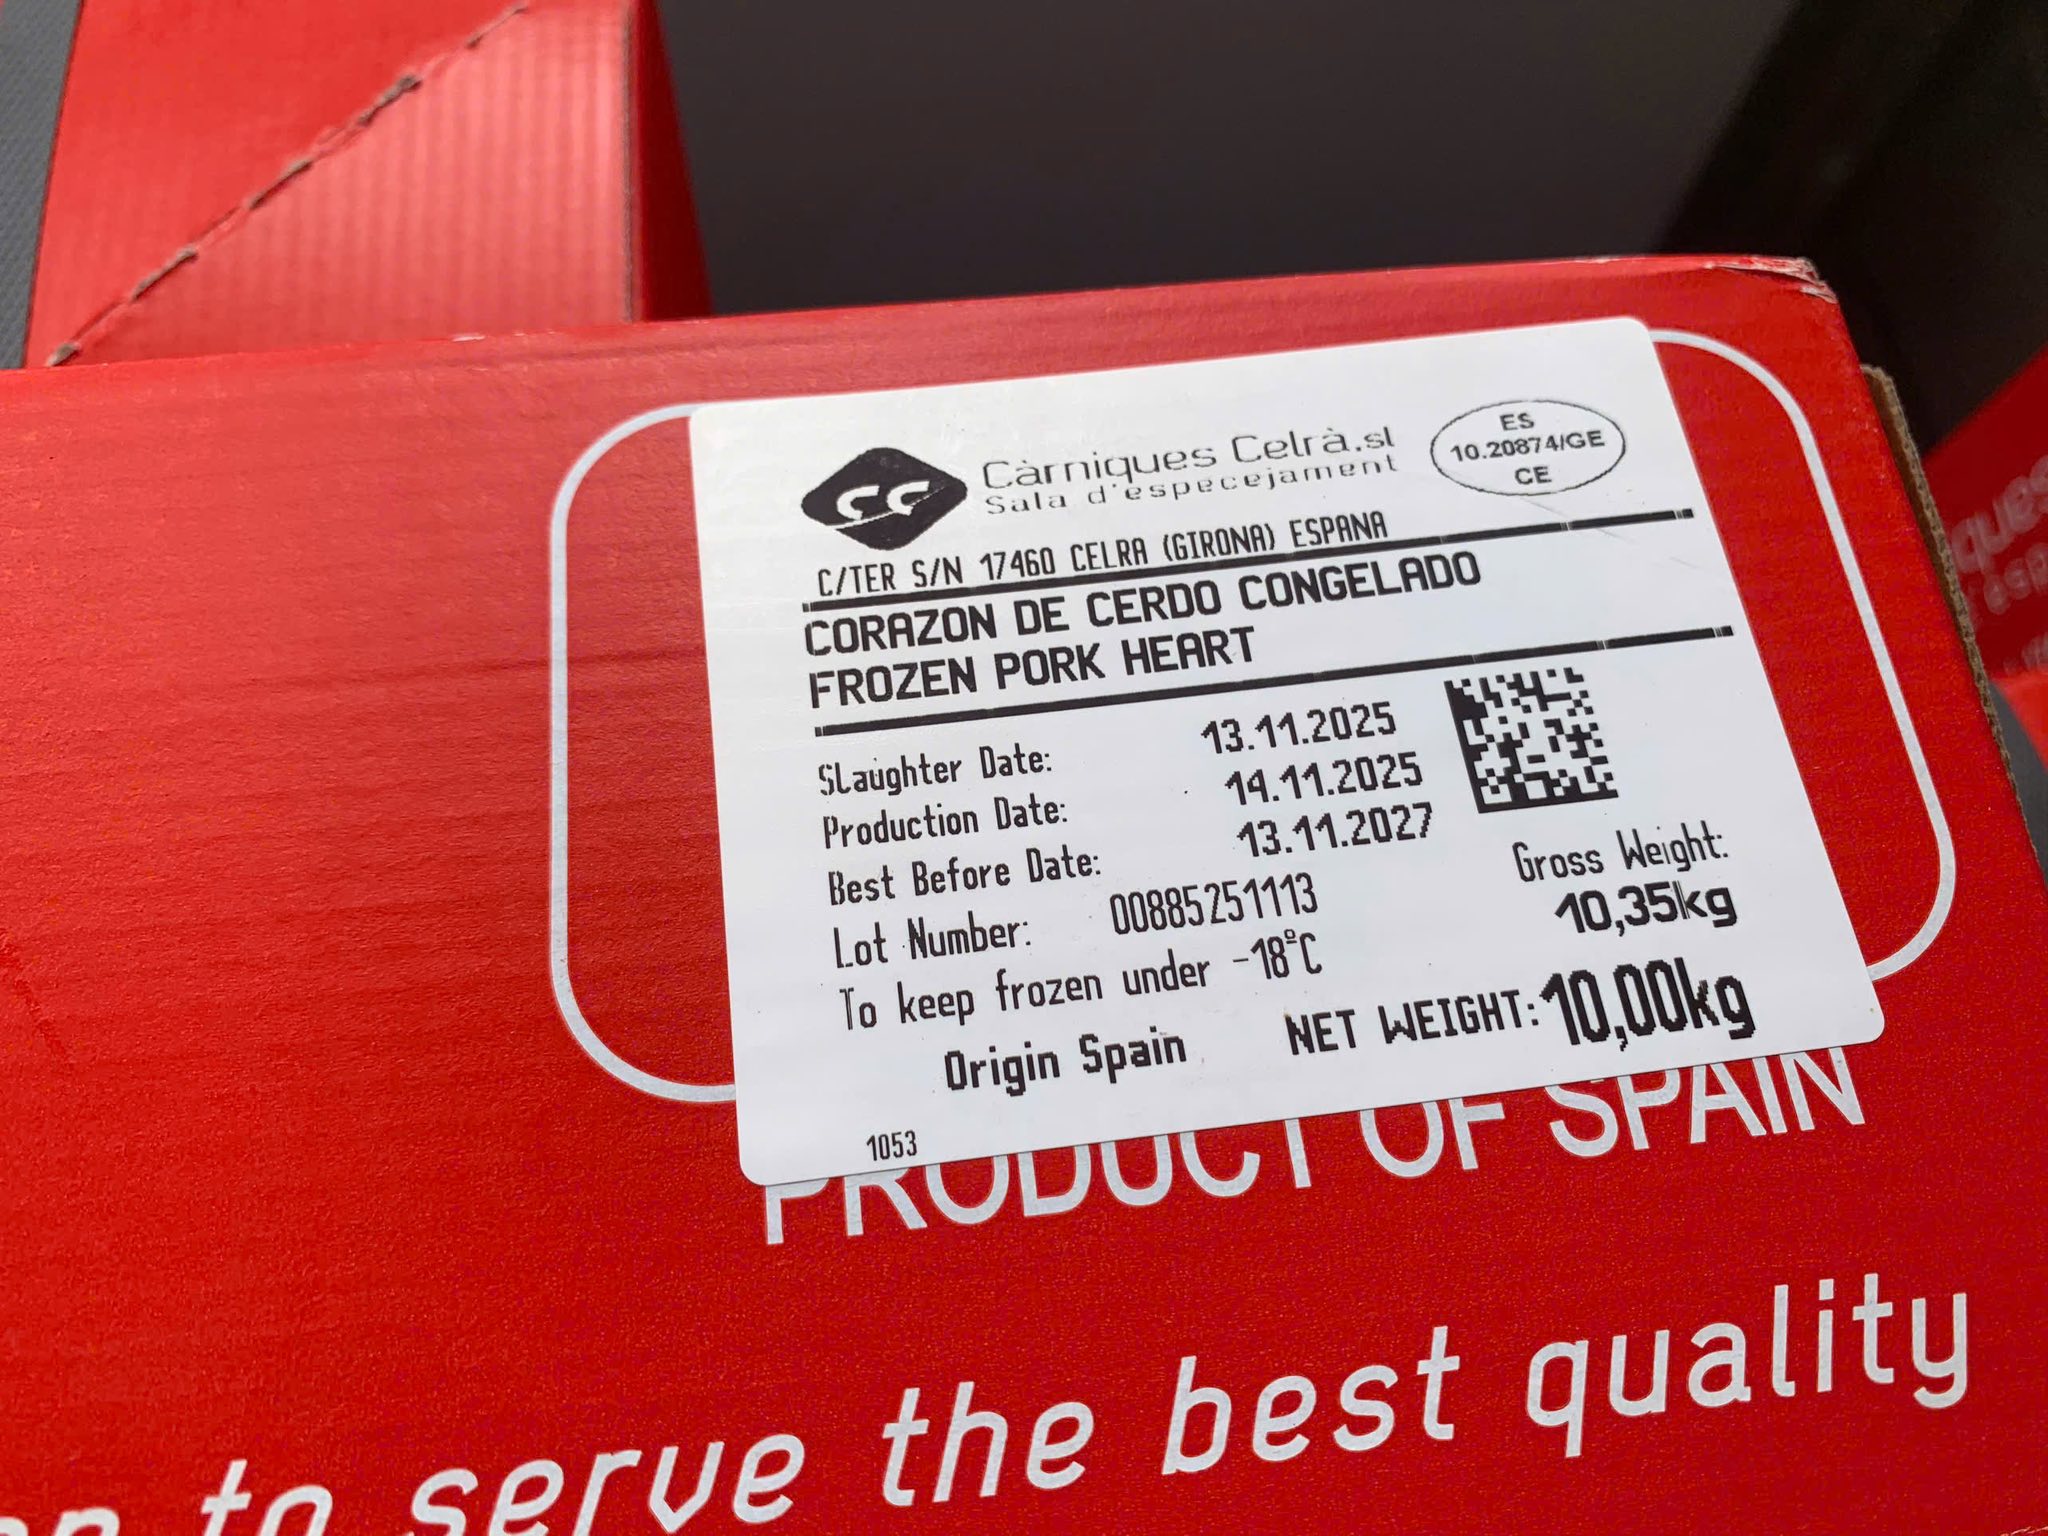 Càrniques Celrà.sl
Sala d'especejament
ES
10.20874/GE
CE
C/TER S/N 17460 CELRA (GIRONA) ESPANA
CORAZON DE CERDO CONGELADO
FROZEN PORK HEART
Slaughter Date: 13.11.2025
Production Date: 14.11.2025
Best Before Date: 13.11.2027
Lot Number: 00885251113
To keep frozen under -18ºC
Gross Weight:
10,35kg
Origin Spain
NET WEIGHT: 10,00kg
1053
PRODUCT OF SPAIN
to serve the best quality